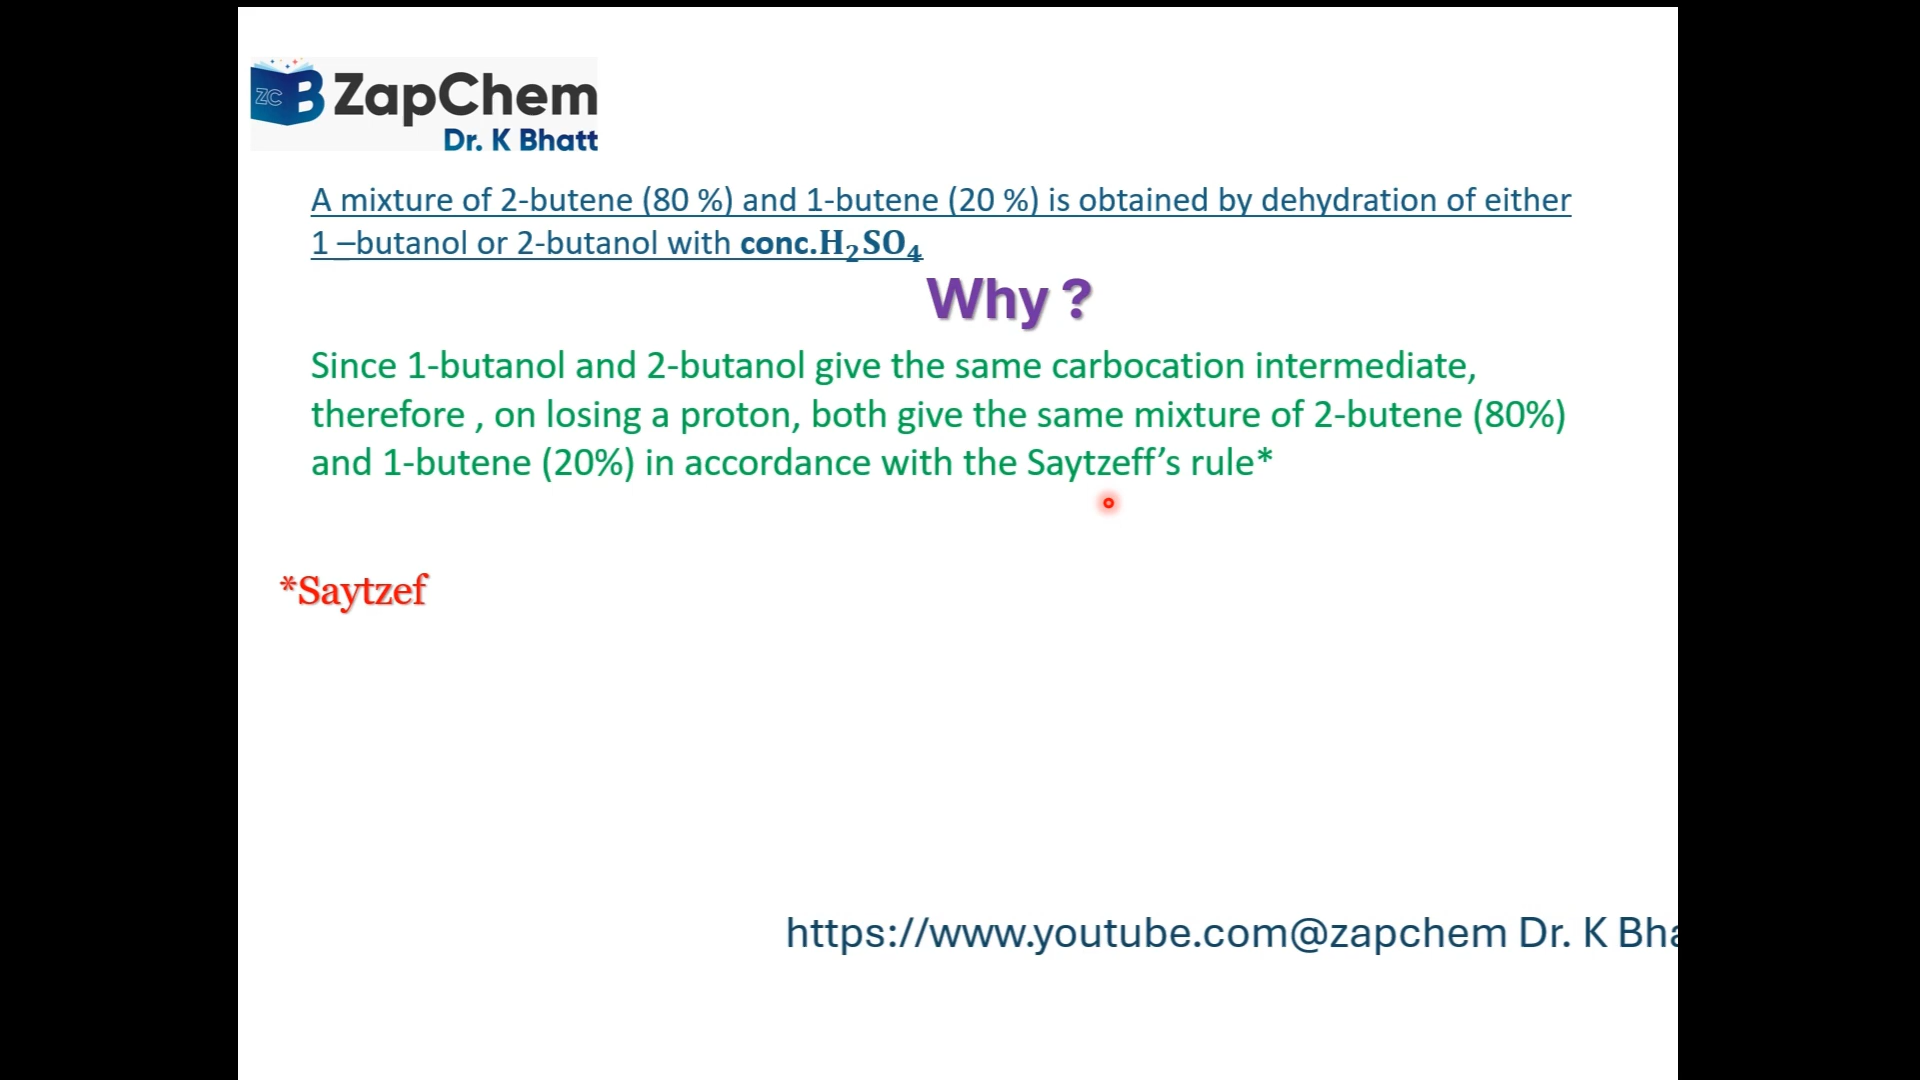 ZC B ZapChem
Dr. K Bhatt
A mixture of 2-butene (80 %) and 1-butene (20 %) is obtained by dehydration of either
1 –butanol or 2-butanol with conc.H₂SO₄
Why ?
Since 1-butanol and 2-butanol give the same carbocation intermediate,
therefore , on losing a proton, both give the same mixture of 2-butene (80%)
and 1-butene (20%) in accordance with the Saytzeff’s rule*
*Saytzef
https://www.youtube.com@zapchem Dr. K Bha